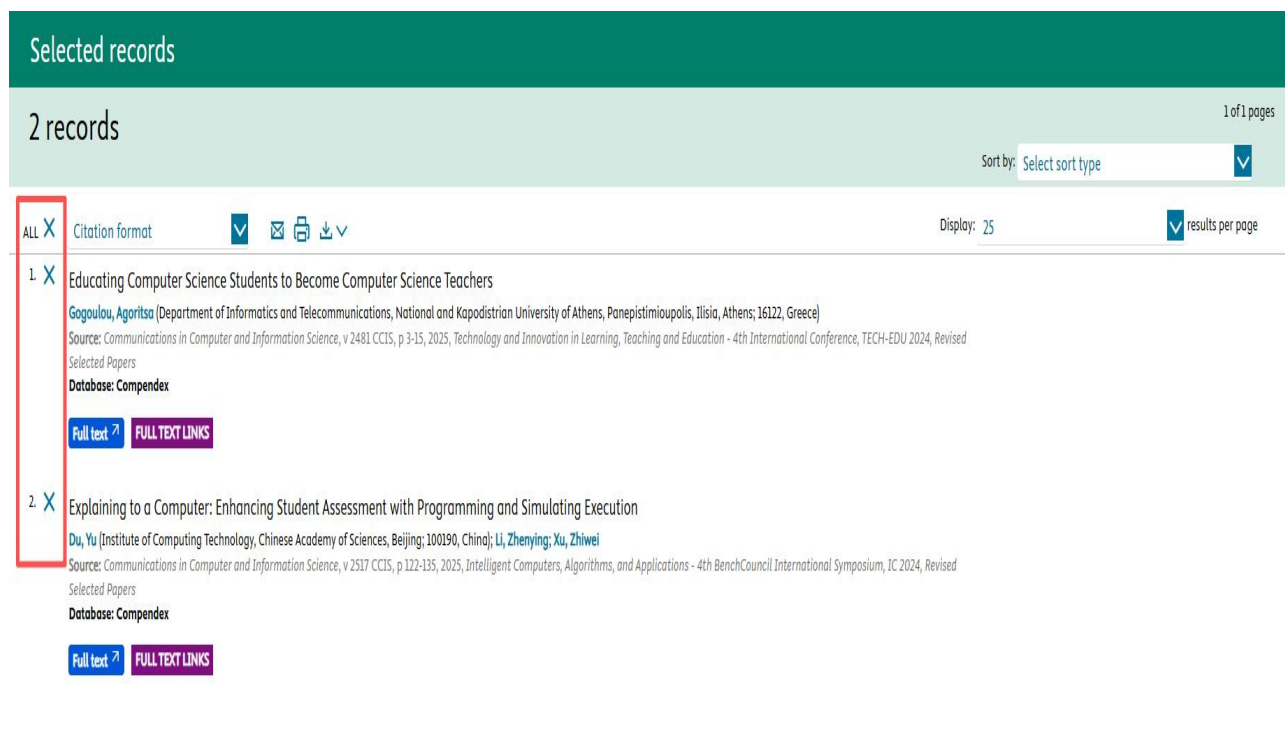 Selected records
2 records
1 of 1 pages
Sort by: Select sort type
ALL Citation format
Display: 25 results per page
1. Educating Computer Science Students to Become Computer Science Teachers
Gogoulou, Agoritsa (Department of Informatics and Telecommunications, National and Kapodistrian University of Athens, Panepistimioupolis, Ilisia, Athens; 16122, Greece)
Source: Communications in Computer and Information Science, v 2481 CCIS, p 3-15, 2025, Technology and Innovation in Learning, Teaching and Education - 4th International Conference, TECH-EDU 2024, Revised
Selected Papers
Database: Compendex
Full text FULL TEXT LINKS
2. Explaining to a Computer: Enhancing Student Assessment with Programming and Simulating Execution
Du, Yu (Institute of Computing Technology, Chinese Academy of Sciences, Beijing; 100190, China); Li, Zhenying; Xu, Zhiwei
Source: Communications in Computer and Information Science, v 2517 CCIS, p 122-135, 2025, Intelligent Computers, Algorithms, and Applications - 4th BenchCouncil International Symposium, IC 2024, Revised
Selected Papers
Database: Compendex
Full text FULL TEXT LINKS